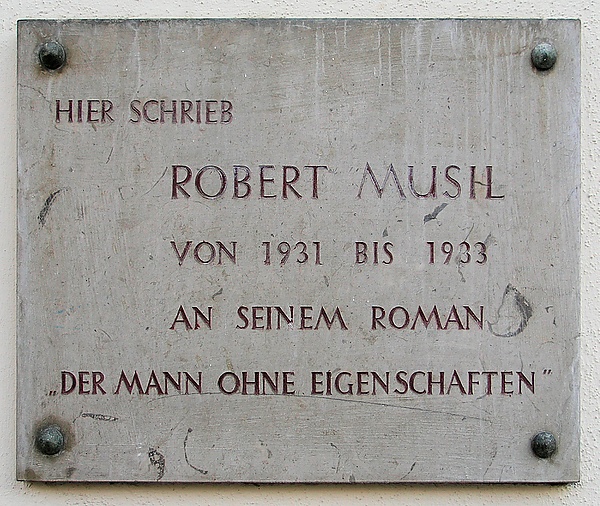 HIER SCHRIEB
ROBERT MUSIL
VON 1931 BIS 1933
AN SEINEM ROMAN
„DER MANN OHNE EIGENSCHAFTEN"